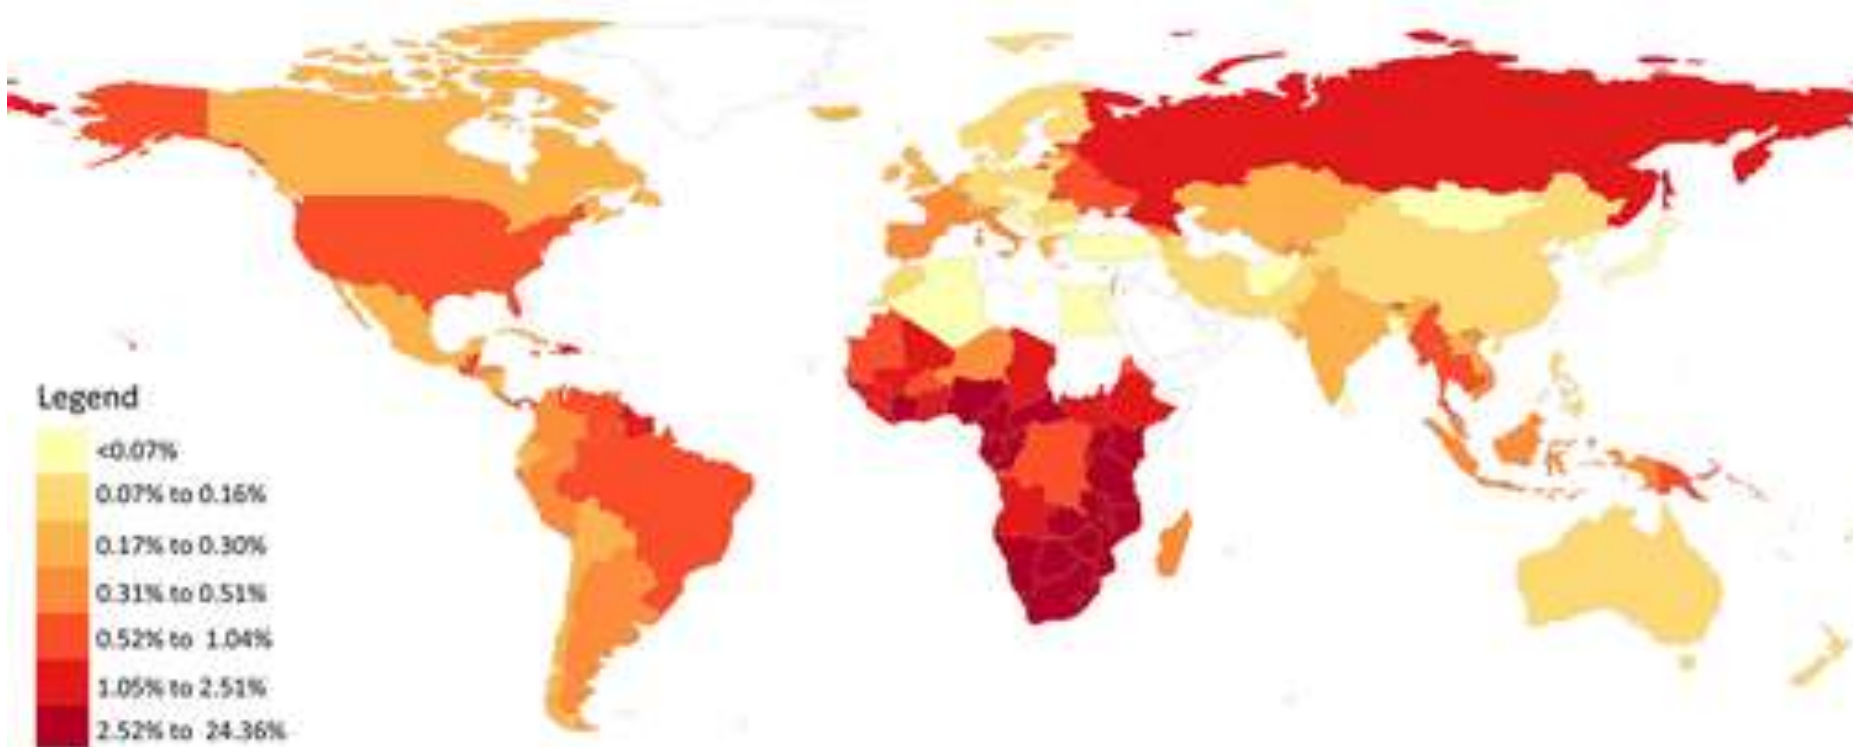 Legend
<0.07%
0.07% to 0.16%
0.17% to 0.30%
0.31% to 0.51%
0.52% to 1.04%
1.05% to 2.51%
2.52% to 24.36%